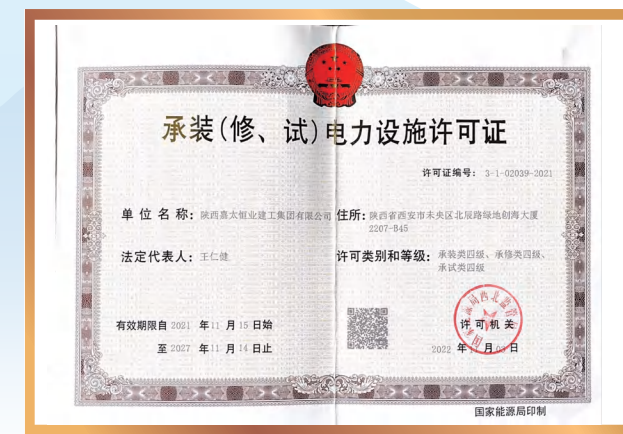 承装(修、试)电力设施许可证
许可证编号: 3-1-02039-2021
单位名称: 陕西嘉太恒业建工集团有限公司
住所: 陕西省西安市未央区北辰路绿地创海大厦
2207-B45
法定代表人: 王仁健
许可类别和等级: 承装类四级、承修类四级、
承试类四级
有效期限自 2021 年 11 月 15 日始
至 2027 年 11 月 14 日止
许可机关
2022 年 月 03 日
国家能源局印制